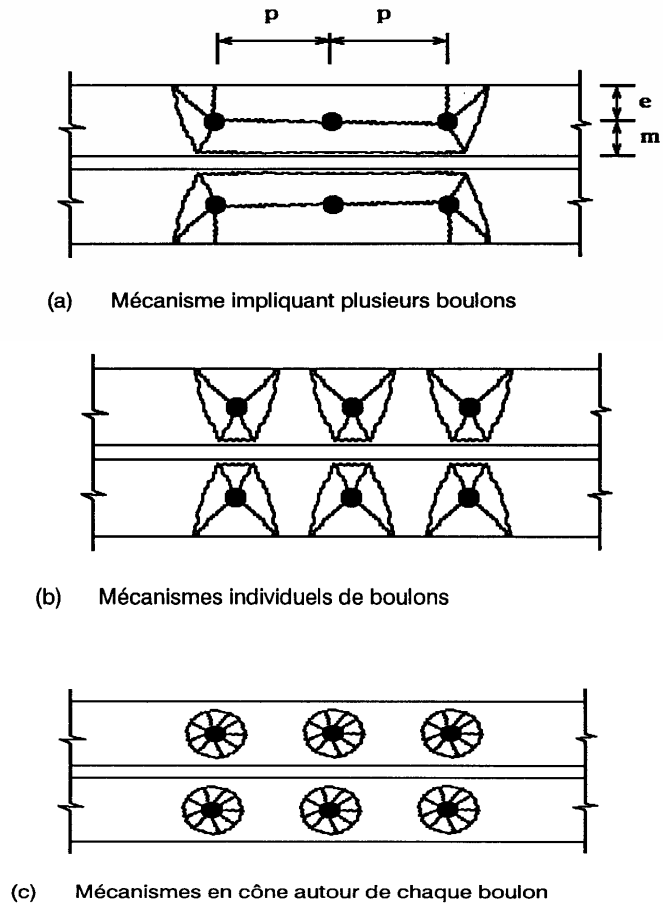 p p
e
m
(a) Mécanisme impliquant plusieurs boulons
(b) Mécanismes individuels de boulons
(c) Mécanismes en cône autour de chaque boulon